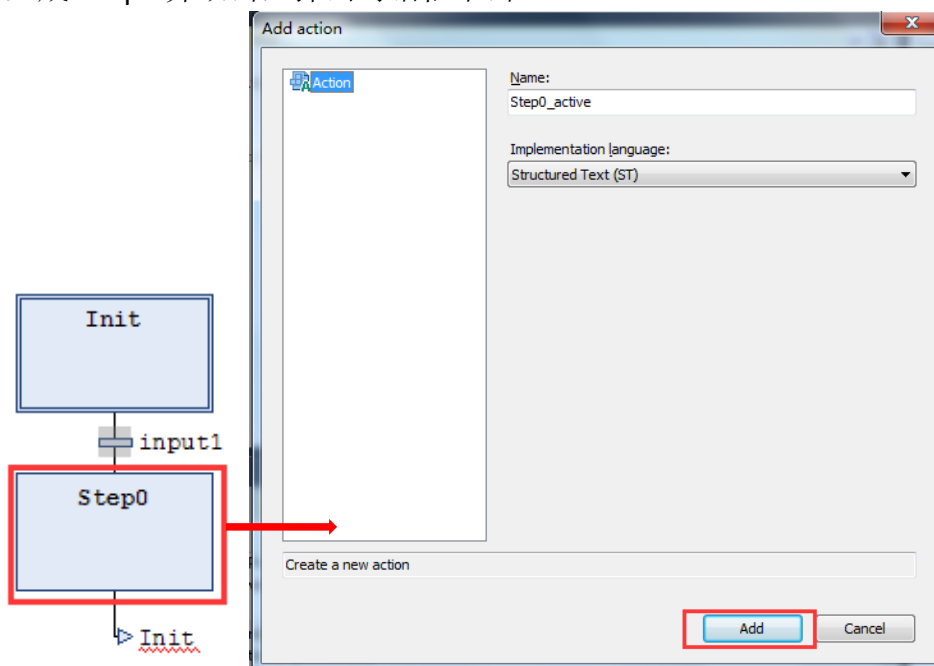 Add action
Action
Name:
Step0_active
Implementation language:
Structured Text (ST)
Init
input1
Step0
Create a new action
Init
Add
Cancel